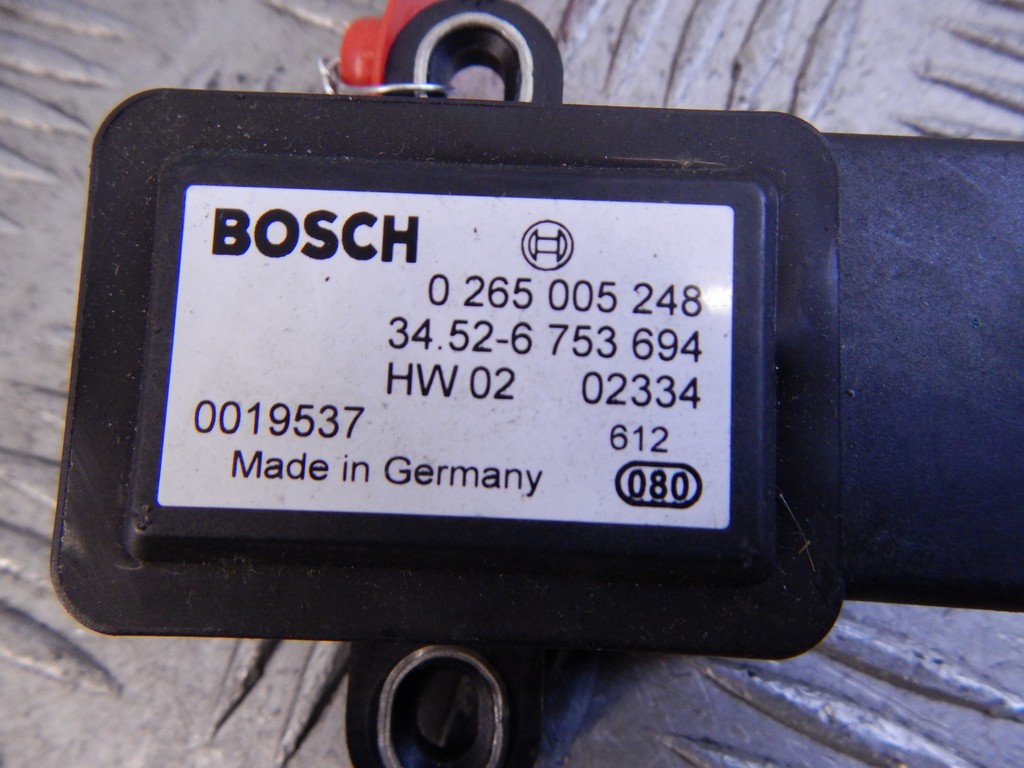 BOSCH
0 265 005 248
34.52-6 753 694
HW 02 02334
0019537 612
Made in Germany 080